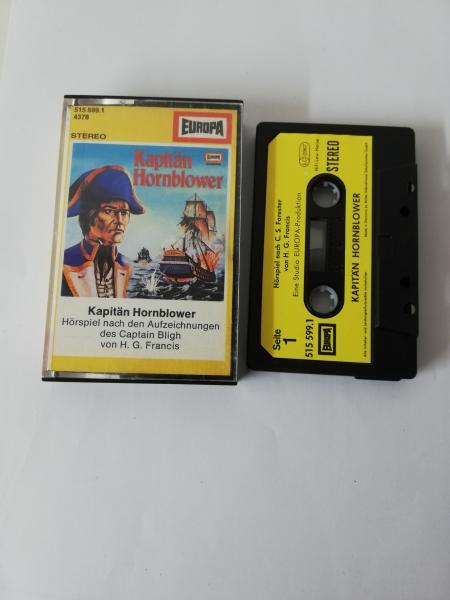 515 599.1
4378
EUROPA
STEREO
Kapitän
Hornblower
EUROPA
Kapitän Hornblower
Hörspiel nach den Aufzeichnungen
des Captain Bligh
von H. G. Francis
Seite
1
Hörspiel nach C. S. Forester
von H. G. Francis
Eine Studio EUROPA-Produktion
STEREO
EUROPA
515 599.1
KAPITÄN HORNBLOWER